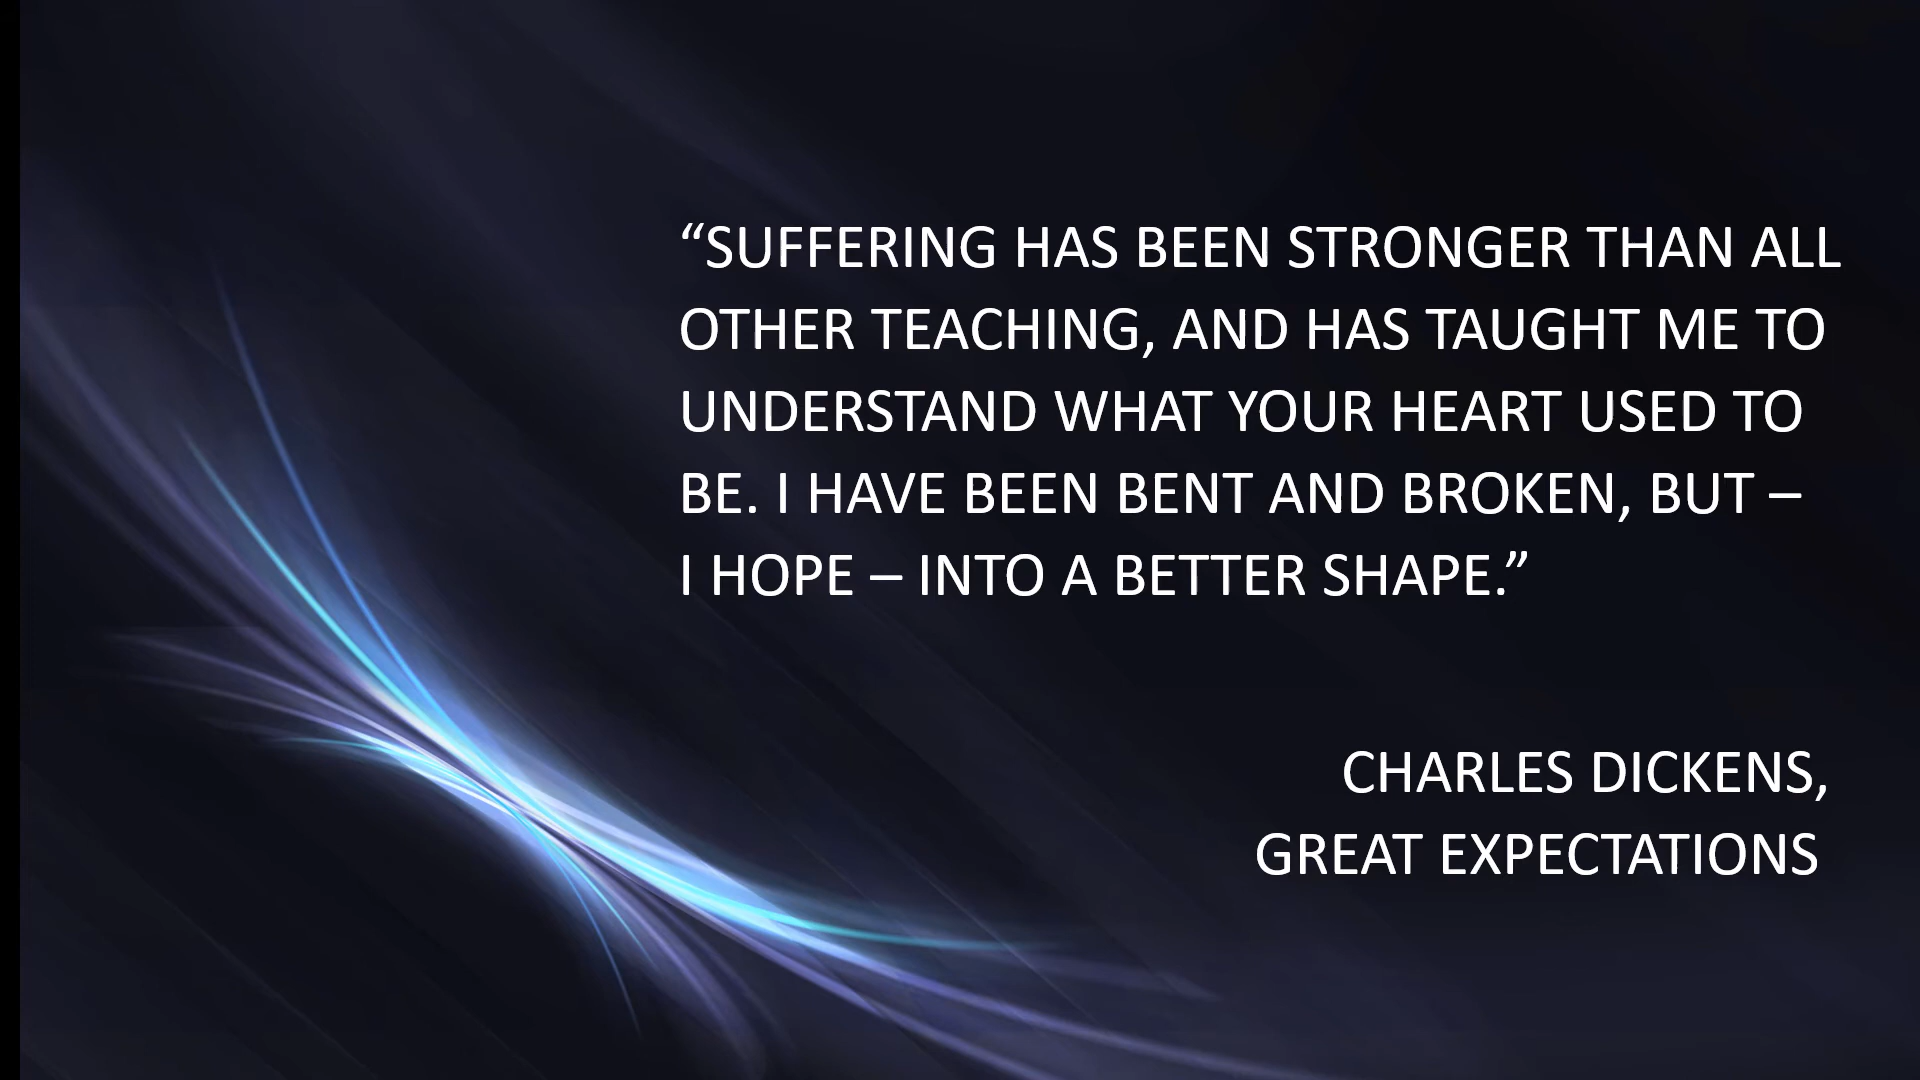 “SUFFERING HAS BEEN STRONGER THAN ALL
OTHER TEACHING, AND HAS TAUGHT ME TO
UNDERSTAND WHAT YOUR HEART USED TO
BE. I HAVE BEEN BENT AND BROKEN, BUT –
I HOPE – INTO A BETTER SHAPE.”
CHARLES DICKENS,
GREAT EXPECTATIONS